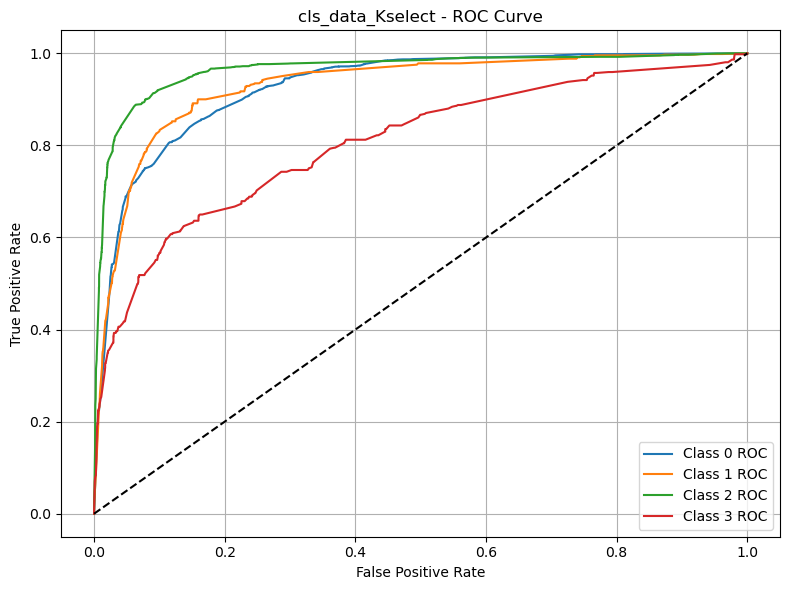 cls_data_Kselect - ROC Curve
True Positive Rate
1.0
0.8
0.6
0.4
0.2
0.0
0.0 0.2 0.4 0.6 0.8 1.0
False Positive Rate
Class 0 ROC
Class 1 ROC
Class 2 ROC
Class 3 ROC